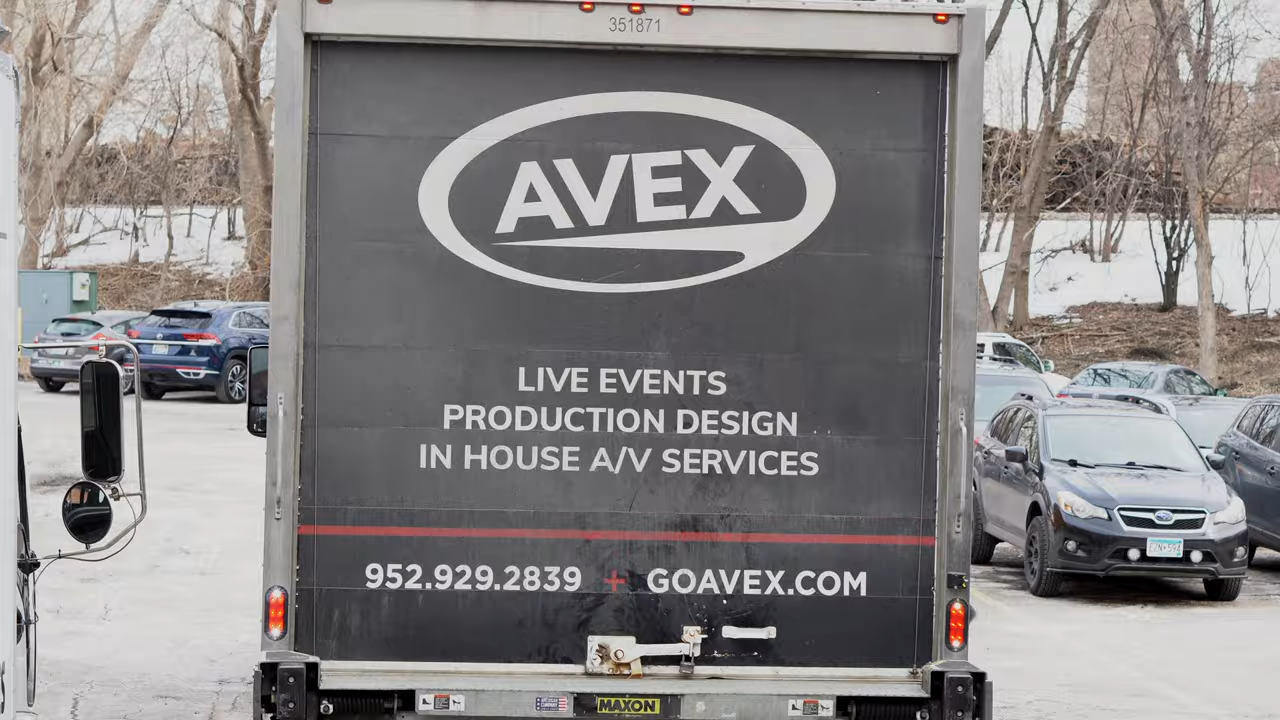 351871
AVEX
LIVE EVENTS
PRODUCTION DESIGN
IN HOUSE A/V SERVICES
952.929.2839 + GOAVEX.COM
MAXON